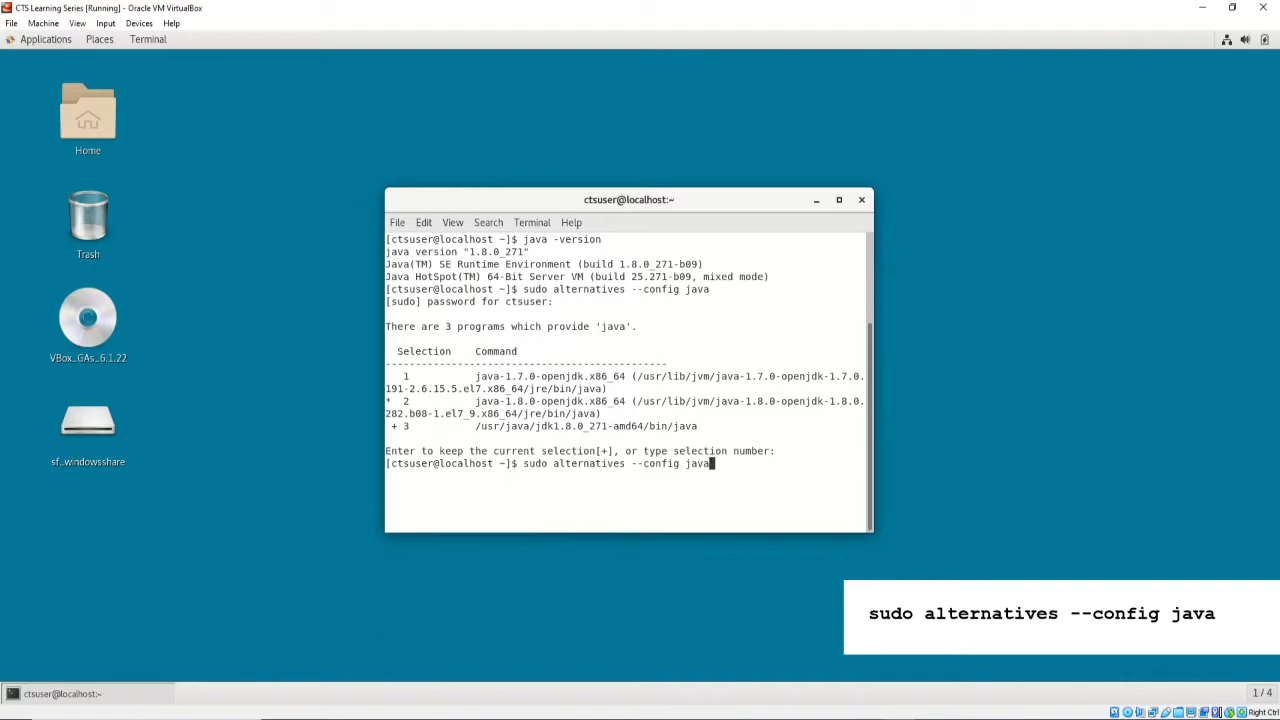 CTS Learning Series [Running] - Oracle VM VirtualBox
File Machine View Input Devices Help
Applications Places Terminal
Home
Trash
VBox_GAs_6.1.22
sf_windowsshare
ctsuser@localhost:~
File Edit View Search Terminal Help
[ctsuser@localhost ~]$ java -version
java version "1.8.0_271"
Java(TM) SE Runtime Environment (build 1.8.0_271-b09)
Java HotSpot(TM) 64-Bit Server VM (build 25.271-b09, mixed mode)
[ctsuser@localhost ~]$ sudo alternatives --config java
[sudo] password for ctsuser:
There are 3 programs which provide 'java'.
Selection Command
-----------------------------------------------
1 java-1.7.0-openjdk.x86_64 (/usr/lib/jvm/java-1.7.0-openjdk-1.7.0.
191-2.6.15.5.el7.x86_64/jre/bin/java)
* 2 java-1.8.0-openjdk.x86_64 (/usr/lib/jvm/java-1.8.0-openjdk-1.8.0.
282.b08-1.el7_9.x86_64/jre/bin/java)
+ 3 /usr/java/jdk1.8.0_271-amd64/bin/java
Enter to keep the current selection[+], or type selection number:
[ctsuser@localhost ~]$ sudo alternatives --config java
sudo alternatives --config java
ctsuser@localhost:~
1 / 4
Right Ctrl